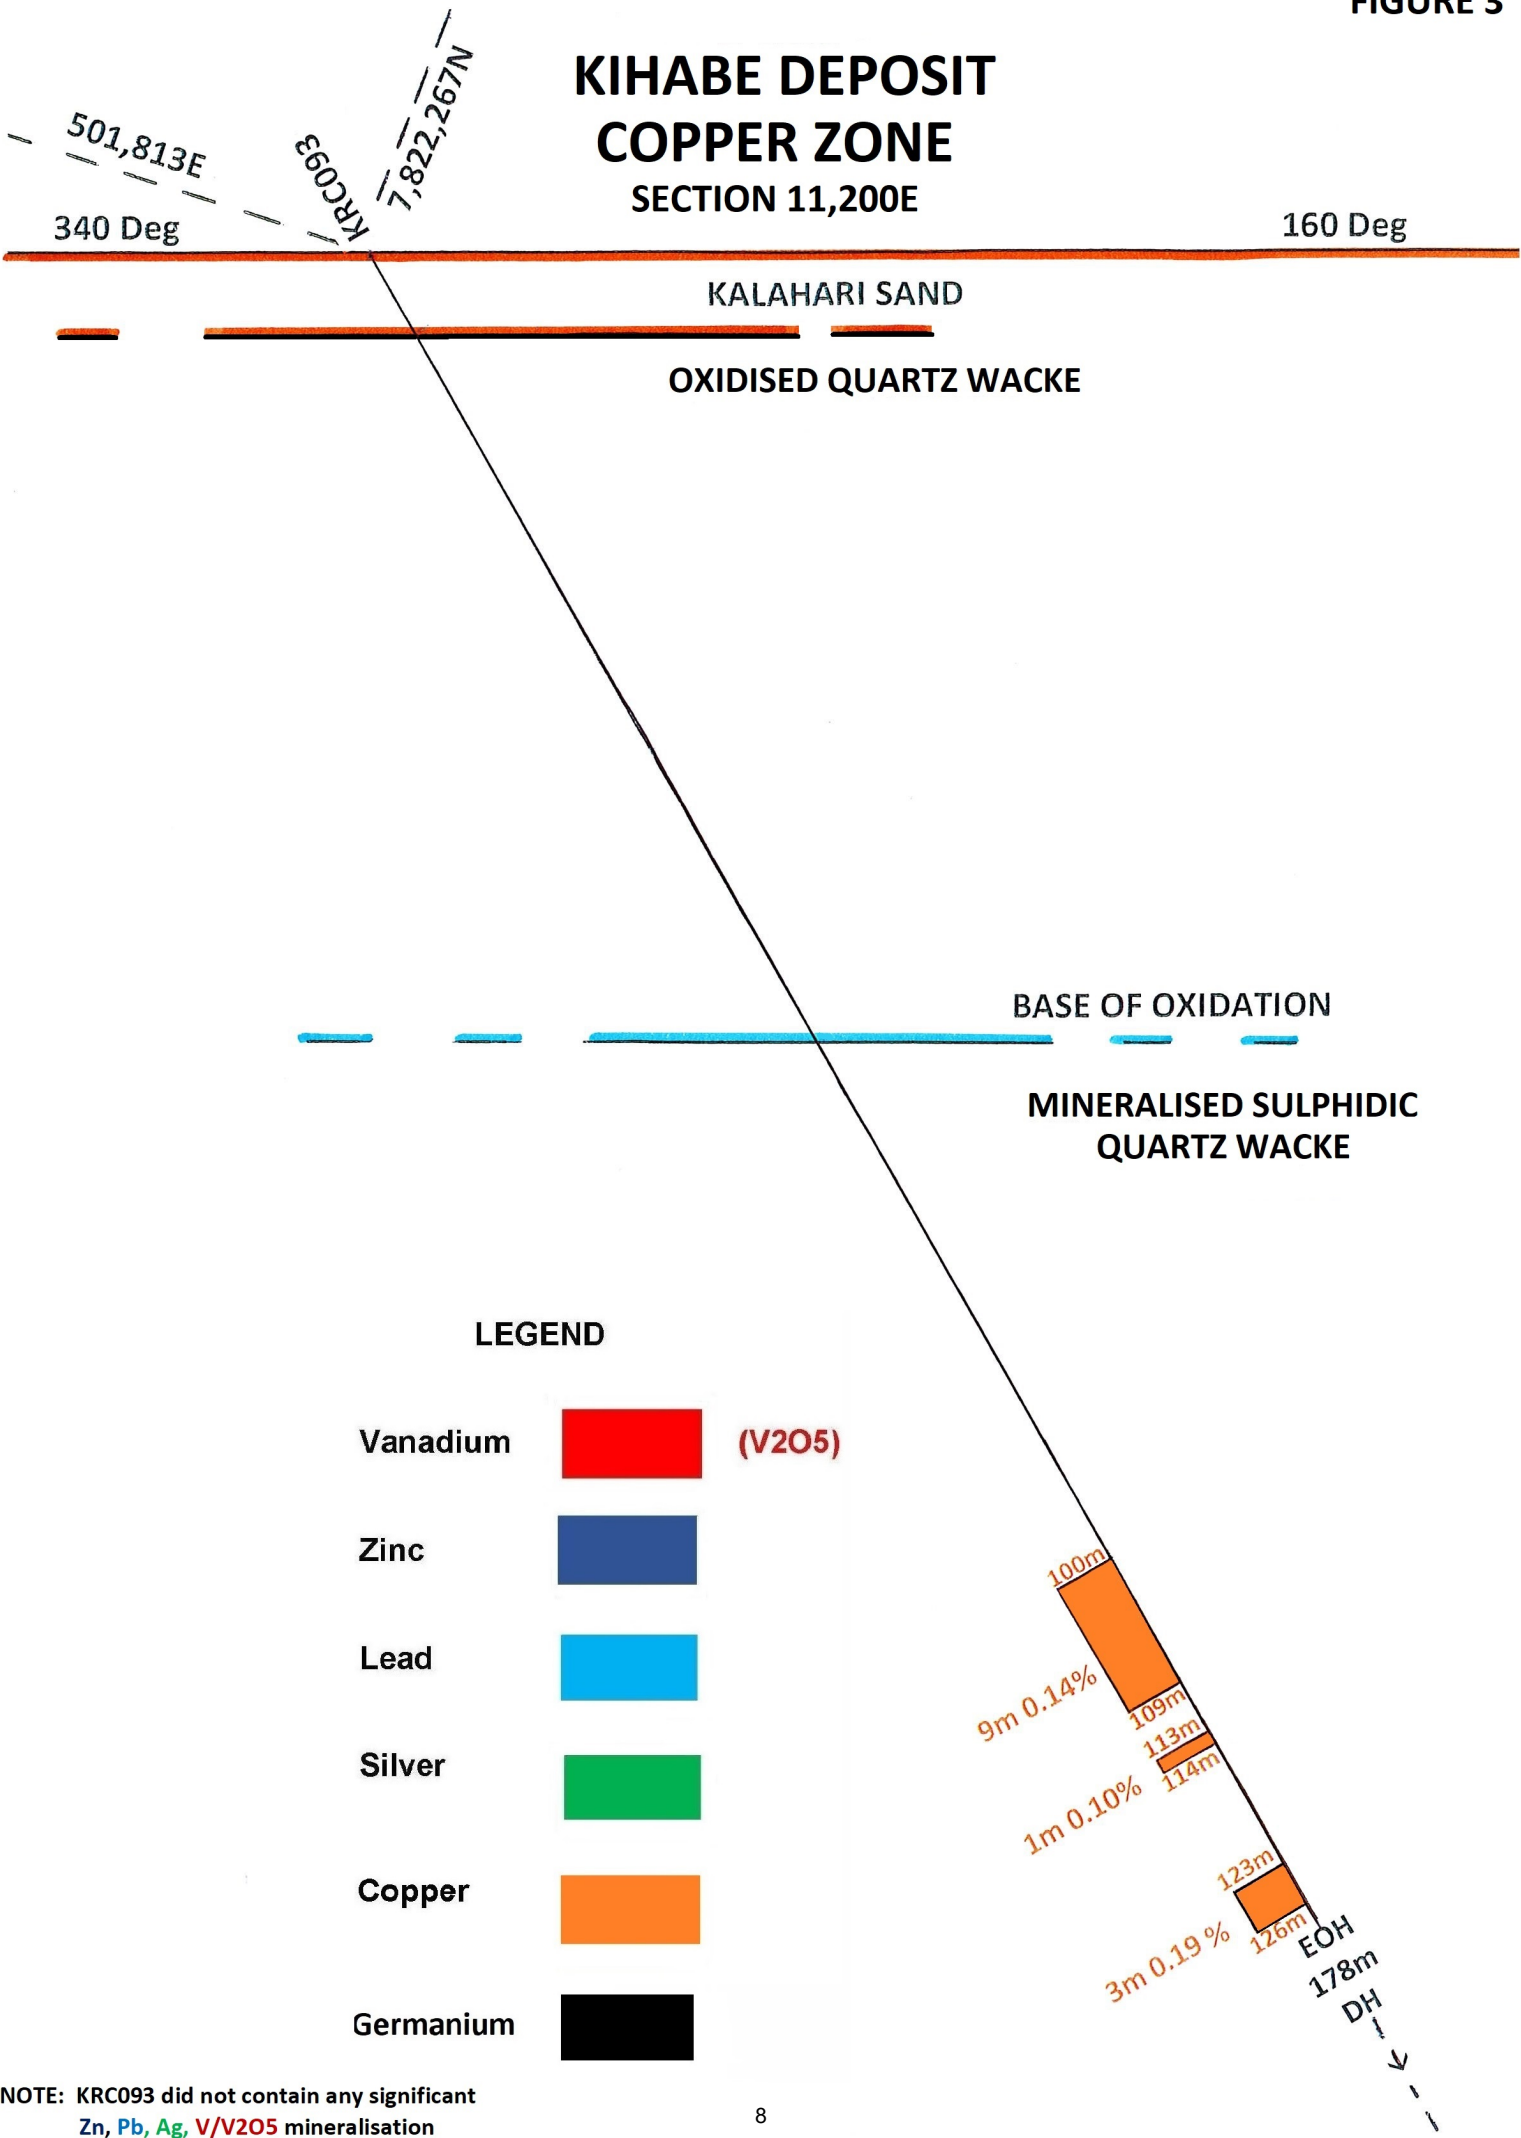 FIGURE 3
KIHABE DEPOSIT
COPPER ZONE
SECTION 11,200E
501,813E
KRC093
7,822,267N
340 Deg
160 Deg
KALAHARI SAND
OXIDISED QUARTZ WACKE
BASE OF OXIDATION
MINERALISED SULPHIDIC
QUARTZ WACKE
LEGEND
Vanadium (V2O5)
Zinc
Lead
Silver
Copper
Germanium
100m
9m 0.14%
109m
113m
1m 0.10%
114m
123m
3m 0.19 %
126m
EOH
178m
DH
NOTE: KRC093 did not contain any significant
Zn, Pb, Ag, V/V2O5 mineralisation
8